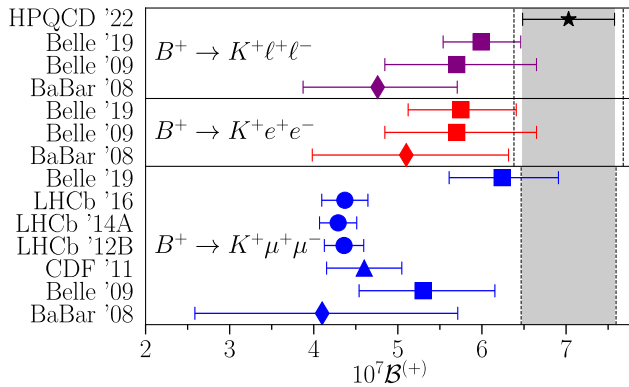 HPQCD '22
Belle '19
Belle '09
BaBar '08
B⁺ → K⁺ℓ⁺ℓ⁻
Belle '19
Belle '09
BaBar '08
B⁺ → K⁺e⁺e⁻
Belle '19
LHCb '16
LHCb '14A
LHCb '12B
CDF '11
Belle '09
BaBar '08
B⁺ → K⁺μ⁺μ⁻
2 3 4 5 6 7
10⁷ℬ⁽⁺⁾